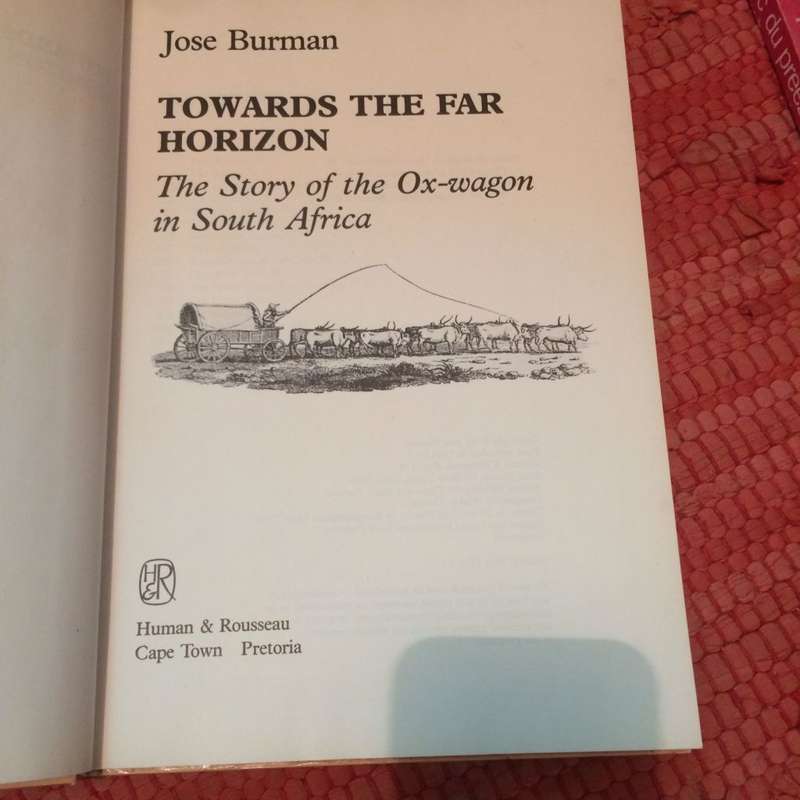 Jose Burman
TOWARDS THE FAR
HORIZON
The Story of the Ox-wagon
in South Africa
H&R
Human & Rousseau
Cape Town Pretoria
du